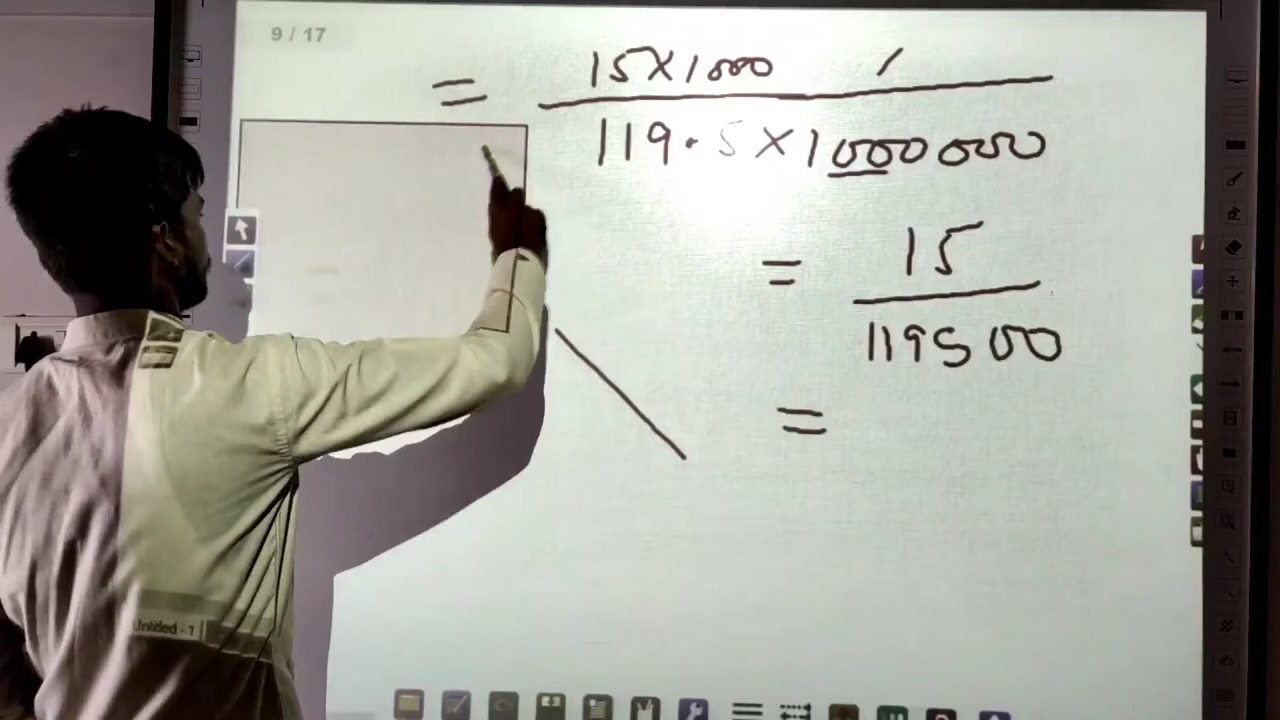 9 / 17
= 15×1000
119.5×1000000
= 15
119500
=
Untitled - 1